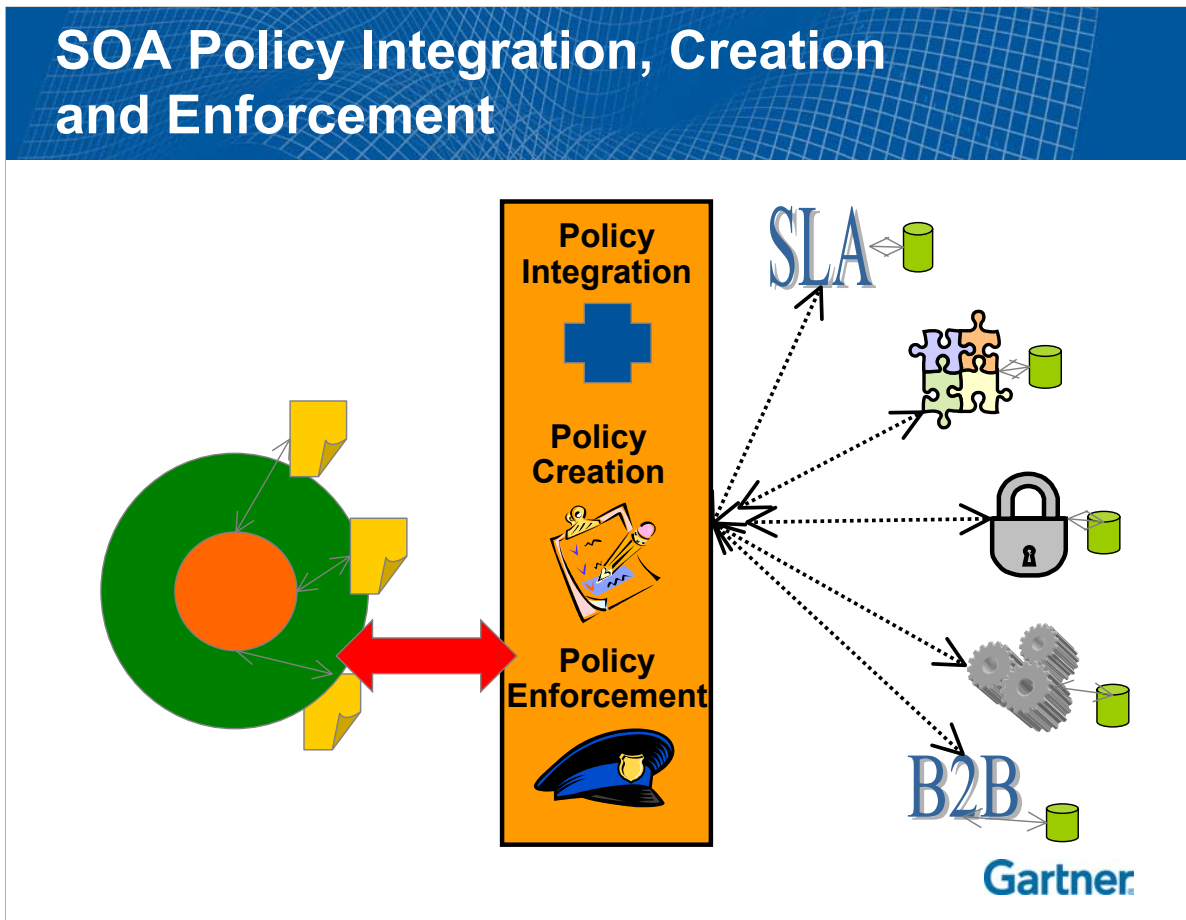 SOA Policy Integration, Creation
and Enforcement
Policy
Integration
Policy
Creation
Policy
Enforcement
SLA
B2B
Gartner